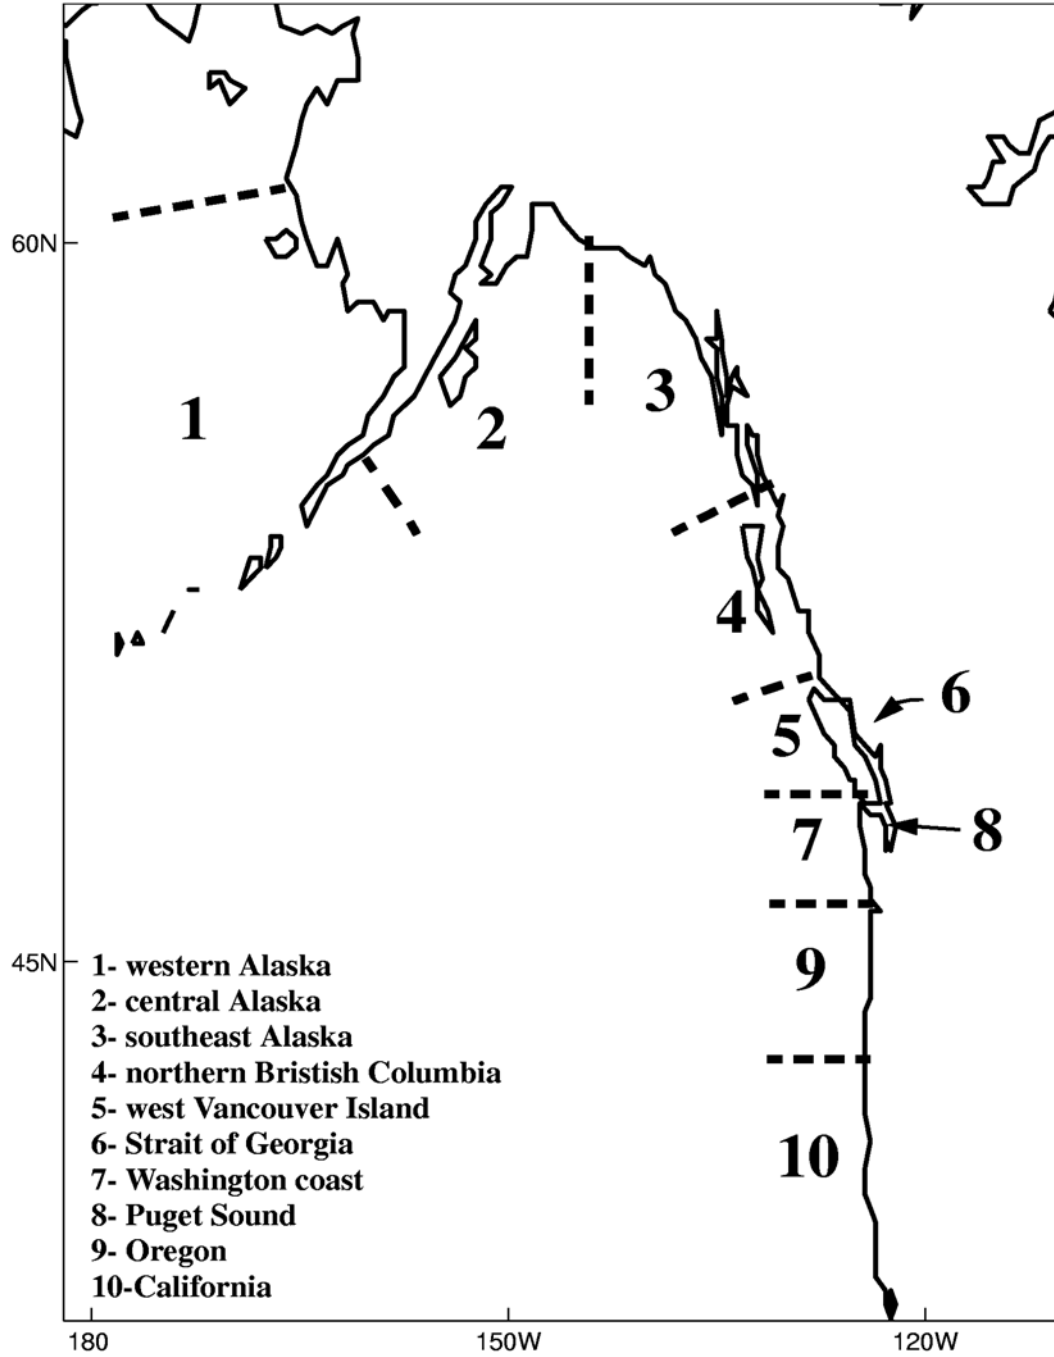 60N
1
2
3
4
6
5
7
8
45N
9
1- western Alaska
2- central Alaska
3- southeast Alaska
4- northern Bristish Columbia
5- west Vancouver Island
6- Strait of Georgia
10
7- Washington coast
8- Puget Sound
9- Oregon
10-California
180
150W
120W